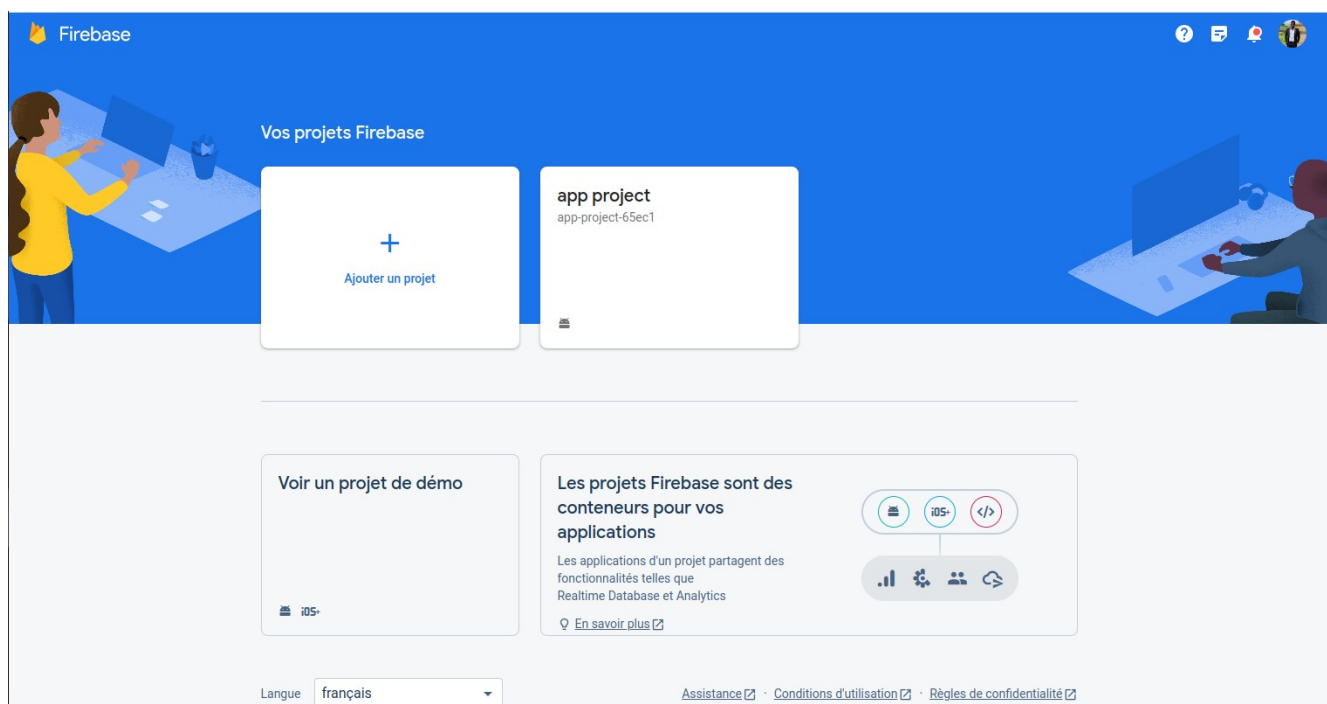 Firebase
Vos projets Firebase
Ajouter un projet
app project
app-project-65ec1
Voir un projet de démo
iOS+
Les projets Firebase sont des
conteneurs pour vos
applications
Les applications d'un projet partagent des
fonctionnalités telles que
Realtime Database et Analytics
En savoir plus
iOS+
</>
Langue français
Assistance · Conditions d'utilisation · Règles de confidentialité